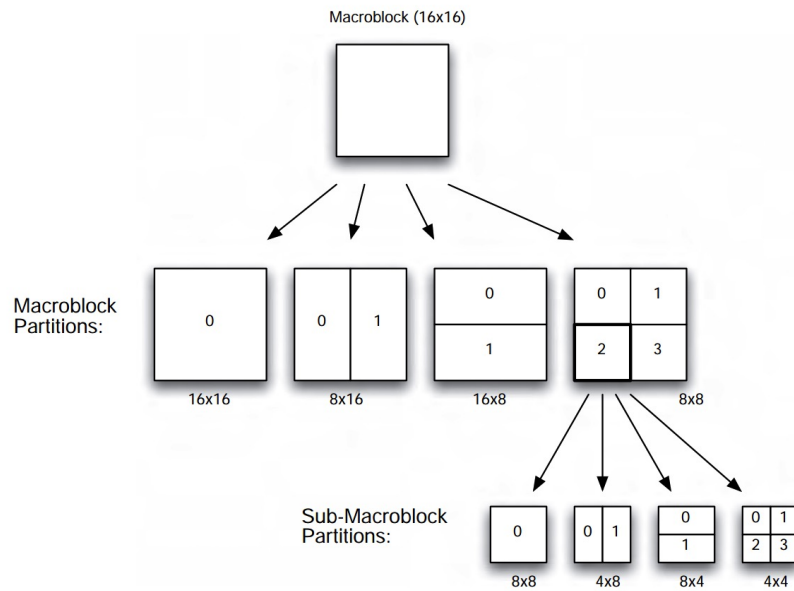 Macroblock (16x16)
Macroblock
Partitions:
0
0 1
0
1
0 1
2 3
16x16
8x16
16x8
8x8
Sub-Macroblock
Partitions:
0
0 1
0
1
0 1
2 3
8x8
4x8
8x4
4x4